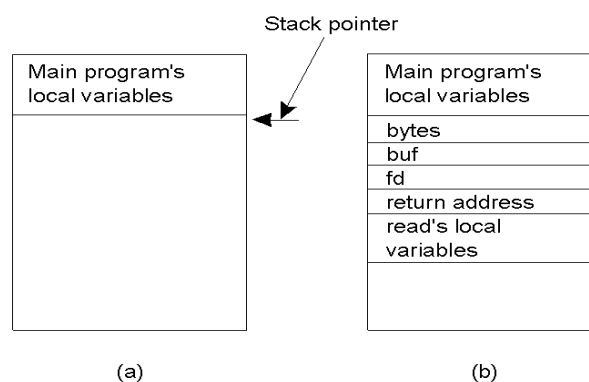 Stack pointer
Main program's
local variables
Main program's
local variables
bytes
buf
fd
return address
read's local
variables
(a)
(b)